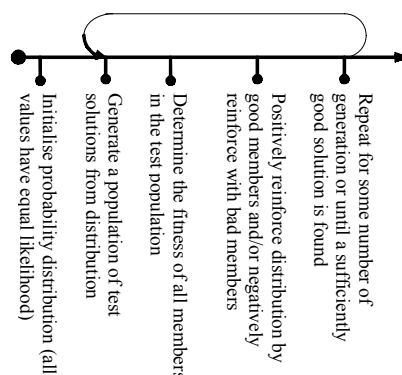 Initialise probability distribution (all
values have equal likelihood)
Generate a population of test
solutions from distribution
Determine the fitness of all members
in the test population
Positively reinforce distribution by
good members and/or negatively
reinforce with bad members
Repeat for some number of
generation or until a sufficiently
good solution is found